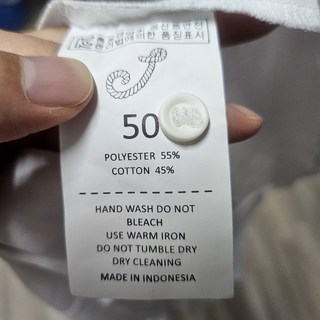 품질표시
50
POLYESTER 55%
COTTON 45%
HAND WASH DO NOT
BLEACH
USE WARM IRON
DO NOT TUMBLE DRY
DRY CLEANING
MADE IN INDONESIA